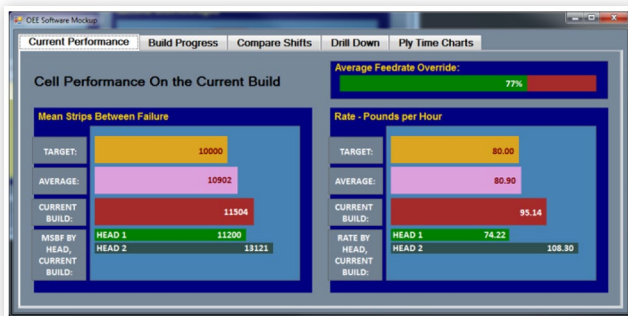 OEE Software Mockup
Current Performance Build Progress Compare Shifts Drill Down Ply Time Charts
Cell Performance On the Current Build
Average Feedrate Override:
77%
Mean Strips Between Failure
TARGET: 10000
AVERAGE: 10902
CURRENT
BUILD: 11504
MSBF BY
HEAD,
CURRENT
BUILD:
HEAD 1 11200
HEAD 2 13121
Rate - Pounds per Hour
TARGET: 80.00
AVERAGE: 80.90
CURRENT
BUILD: 95.14
RATE BY
HEAD,
CURRENT
BUILD:
HEAD 1 74.22
HEAD 2 108.30